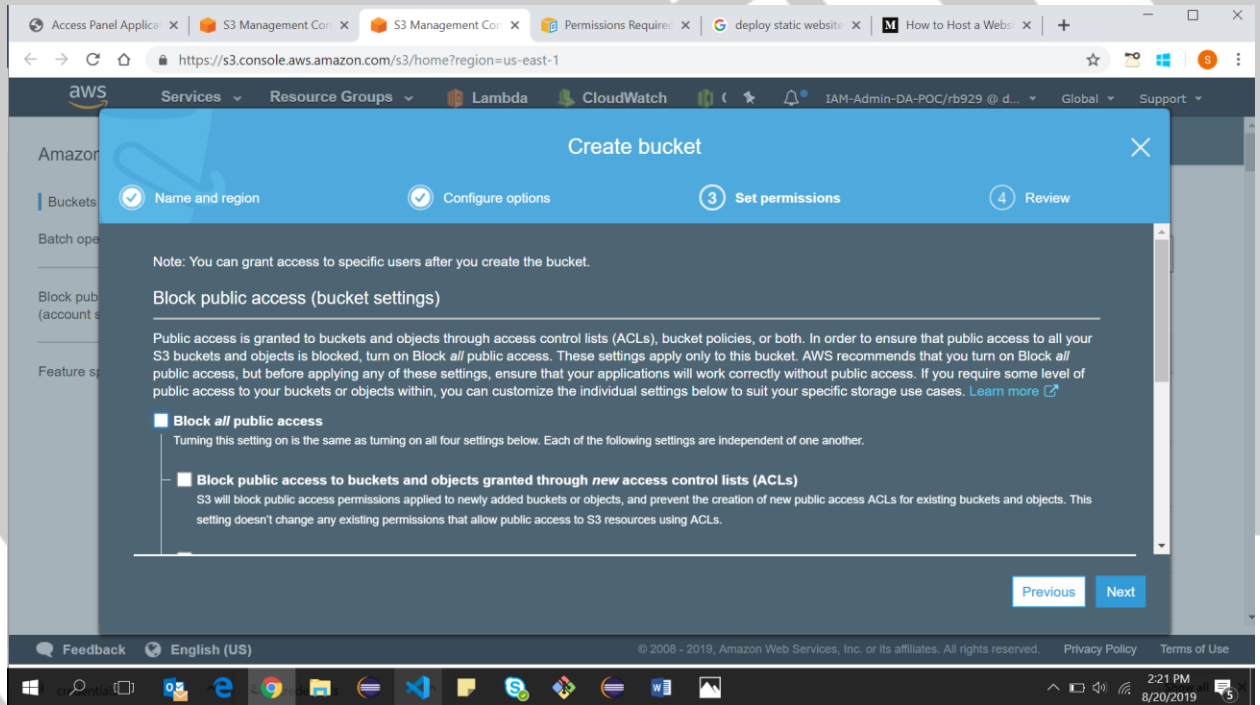 Access Panel Applicat
S3 Management Con
S3 Management Con
Permissions Required
G deploy static website
M How to Host a Websi
https://s3.console.aws.amazon.com/s3/home?region=us-east-1
S
aws Services Resource Groups Lambda CloudWatch IAM-Admin-DA-POC/rb929 @ d... Global Support
Create bucket
Amazon
Name and region
Configure options
3 Set permissions
4 Review
Buckets
Batch ope
Block pub
(account s
Feature sp
Note: You can grant access to specific users after you create the bucket.
Block public access (bucket settings)
Public access is granted to buckets and objects through access control lists (ACLs), bucket policies, or both. In order to ensure that public access to all your
S3 buckets and objects is blocked, turn on Block all public access. These settings apply only to this bucket. AWS recommends that you turn on Block all
public access, but before applying any of these settings, ensure that your applications will work correctly without public access. If you require some level of
public access to your buckets or objects within, you can customize the individual settings below to suit your specific storage use cases. Learn more
Block all public access
Turning this setting on is the same as turning on all four settings below. Each of the following settings are independent of one another.
Block public access to buckets and objects granted through new access control lists (ACLs)
S3 will block public access permissions applied to newly added buckets or objects, and prevent the creation of new public access ACLs for existing buckets and objects. This
setting doesn't change any existing permissions that allow public access to S3 resources using ACLs.
Previous
Next
Feedback English (US) © 2008 - 2019, Amazon Web Services, Inc. or its affiliates. All rights reserved. Privacy Policy Terms of Use
2:21 PM
8/20/2019
5